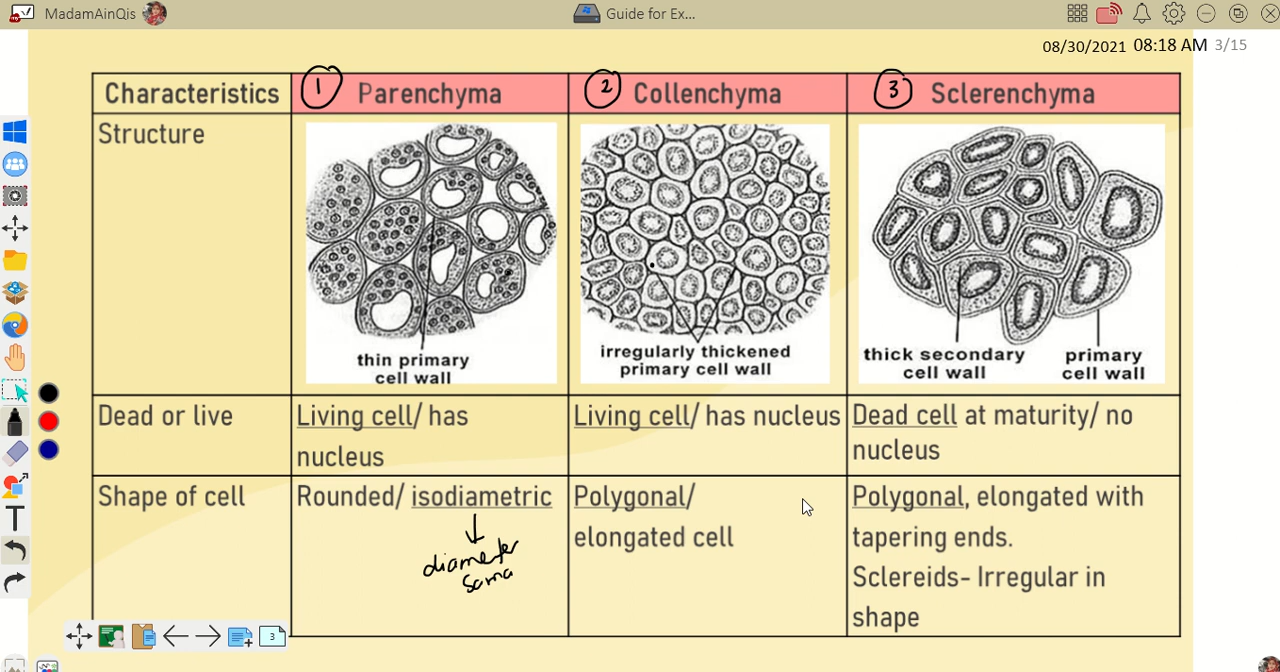 MadamAinQis
Guide for Ex...
08/30/2021 08:18 AM 3/15
Characteristics
1 Parenchyma
2 Collenchyma
3 Sclerenchyma
Structure
thin primary
cell wall
irregularly thickened
primary cell wall
thick secondary
cell wall
primary
cell wall
Dead or live
Living cell/ has
nucleus
Living cell/ has nucleus
Dead cell at maturity/ no
nucleus
Shape of cell
Rounded/ isodiametric
diameter
sama
Polygonal/
elongated cell
Polygonal, elongated with
tapering ends.
Sclereids- Irregular in
shape
T
3